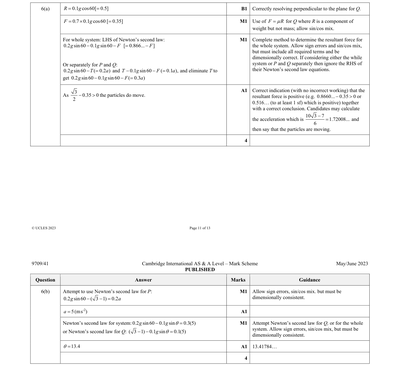 6(a)
R = 0.1g cos60[ = 0.5]
B1
Correctly resolving perpendicular to the plane for Q.
F = 0.7 × 0.1g cos60[ = 0.35]
M1
Use of F = μR for Q where R is a component of
weight but not mass; allow sin/cos mix.
For whole system: LHS of Newton's second law:
0.2g sin60 − 0.1g sin60 − F [ = 0.866... − F]
Or separately for P and Q:
0.2g sin60 − T(= 0.2a) and T − 0.1g sin60 − F(= 0.1a), and eliminate T to
get 0.2g sin60 − 0.1g sin60 − F(= 0.3a)
M1
Complete method to determine the resultant force for
the whole system. Allow sign errors and sin/cos mix,
but must include all required terms and be
dimensionally correct. If considering either the while
system or P and Q separately then ignore the RHS of
their Newton's second law equations.
As √3/2 − 0.35 > 0 the particles do move.
A1
Correct indication (with no incorrect working) that the
resultant force is positive (e.g. 0.8660... − 0.35 > 0 or
0.516… (to at least 1 sf) which is positive) together
with a correct conclusion. Candidates may calculate
the acceleration which is (10√3 − 7)/6 = 1.72008... and
then say that the particles are moving.
4
© UCLES 2023
Page 11 of 13
9709/41
Cambridge International AS & A Level – Mark Scheme
PUBLISHED
May/June 2023
Question
Answer
Marks
Guidance
6(b)
Attempt to use Newton's second law for P:
0.2g sin60 − (√3 − 1) = 0.2a
M1
Allow sign errors, sin/cos mix, but must be
dimensionally consistent.
a = 5 [ms⁻²]
A1
Newton's second law for system: 0.2g sin60 − 0.1g sinθ = 0.3(5)
or Newton's second law for Q: (√3 − 1) − 0.1g sinθ = 0.1(5)
M1
Attempt Newton's second law for Q, or for the whole
system. Allow sign errors, sin/cos mix, but must be
dimensionally consistent.
θ = 13.4
A1
13.41784…
4